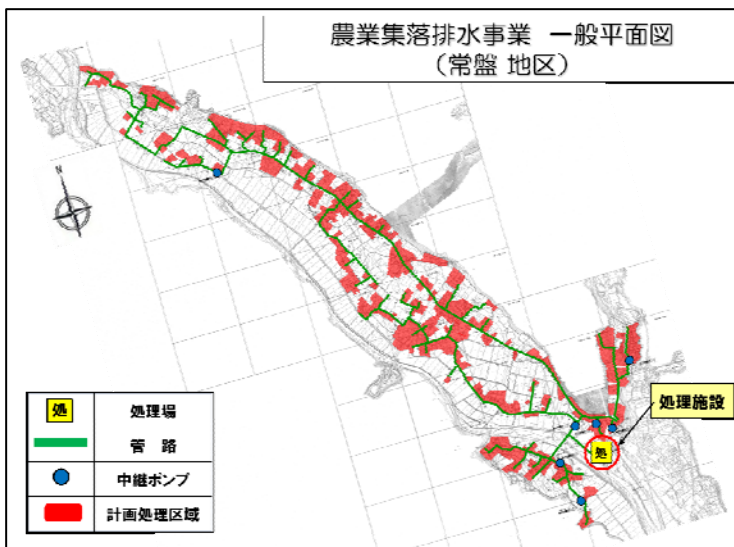 農業集落排水事業 一般平面図
(常盤 地区)
N
処理施設
処
処 処理場
管 路
中継ポンプ
計画処理区域